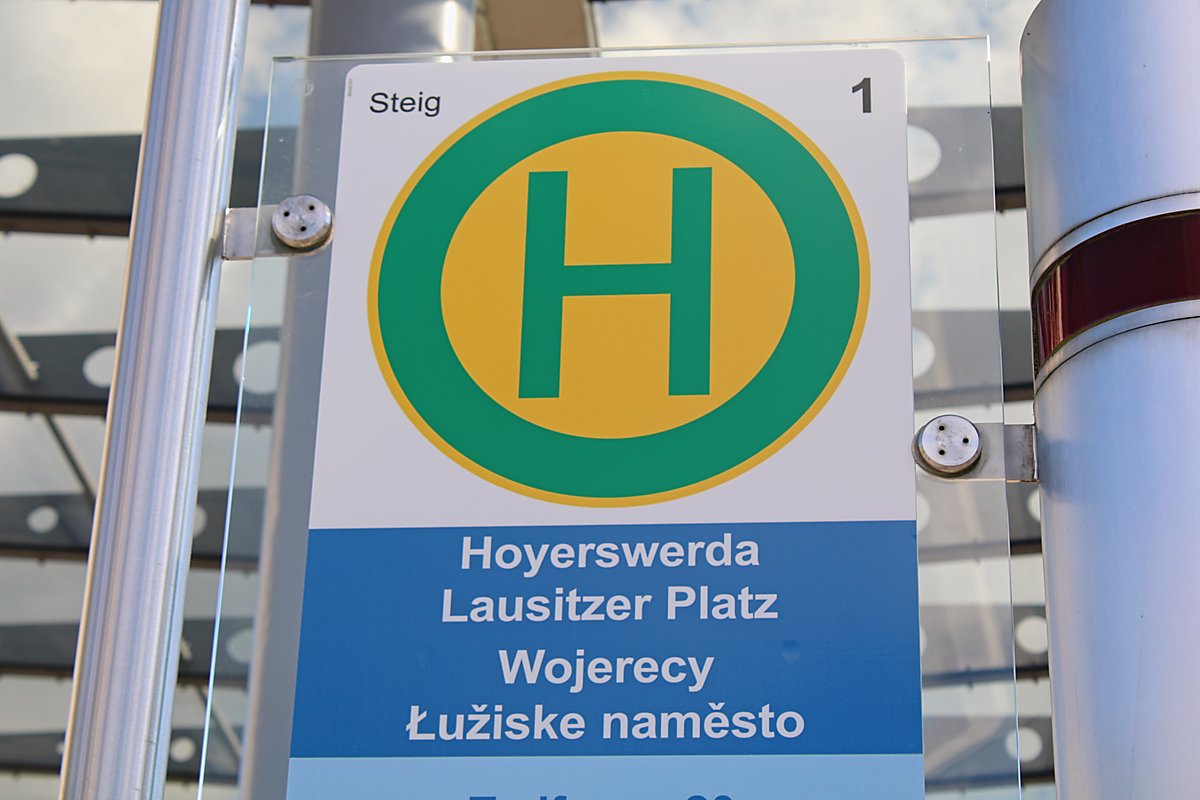 Steig 1
H
Hoyerswerda
Lausitzer Platz
Wojerecy
Łužiske naměsto